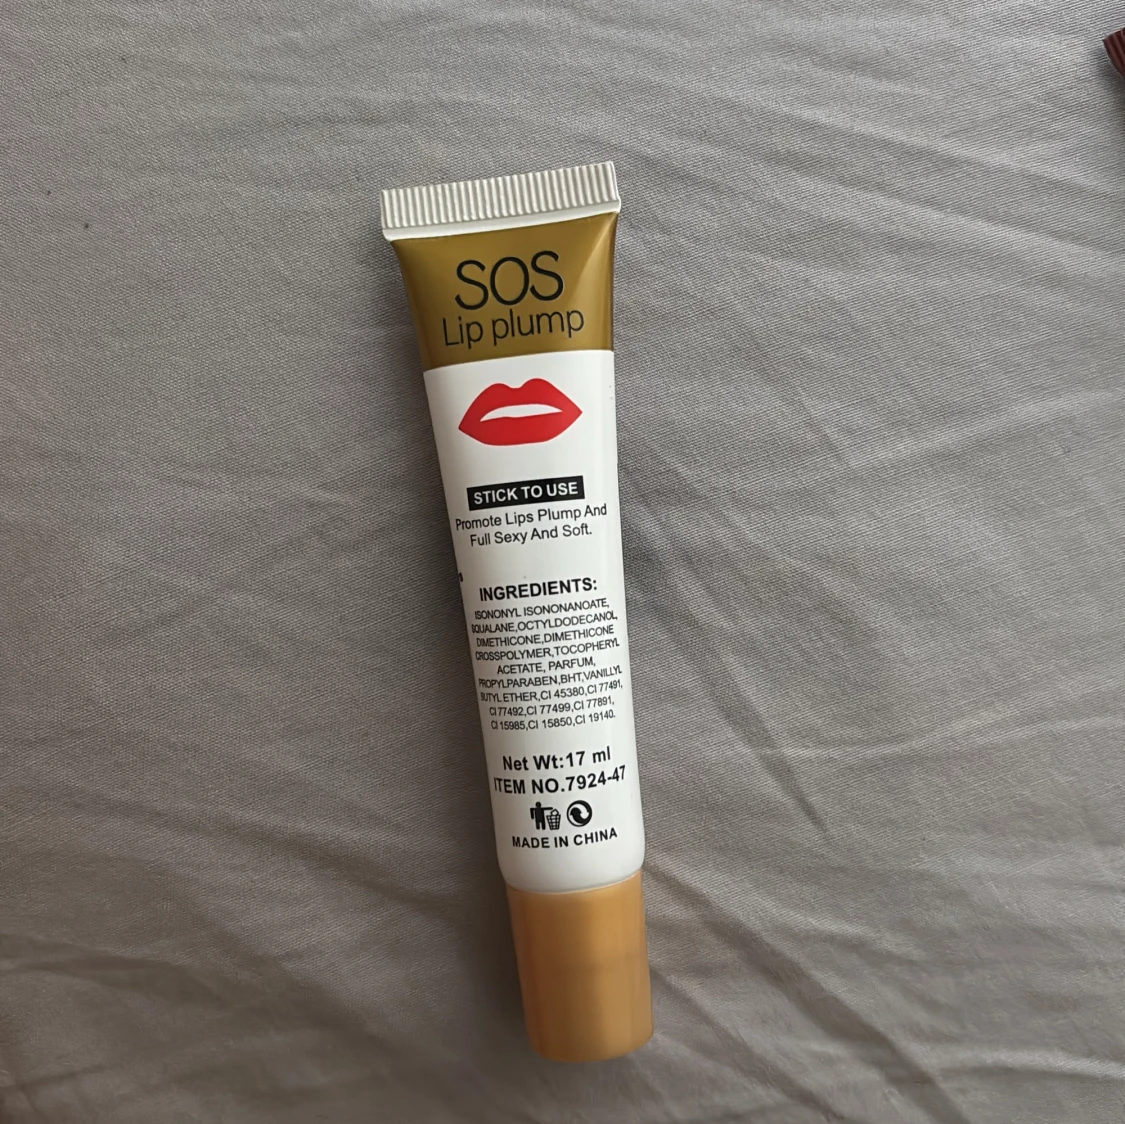 SOS
Lip plump
STICK TO USE
Promote Lips Plump And
Full Sexy And Soft.
INGREDIENTS:
ISONONYL ISONONANOATE,
SQUALANE,OCTYLDODECANOL,
DIMETHICONE,DIMETHICONE
CROSSPOLYMER,TOCOPHERYL
ACETATE, PARFUM,
PROPYLPARABEN,BHT,VANILLYL
BUTYL ETHER,CI 45380,CI 77491,
CI 77492,CI 77499,CI 77891,
CI 15985,CI 15850,CI 19140.
Net Wt:17 ml
ITEM NO.7924-47
MADE IN CHINA